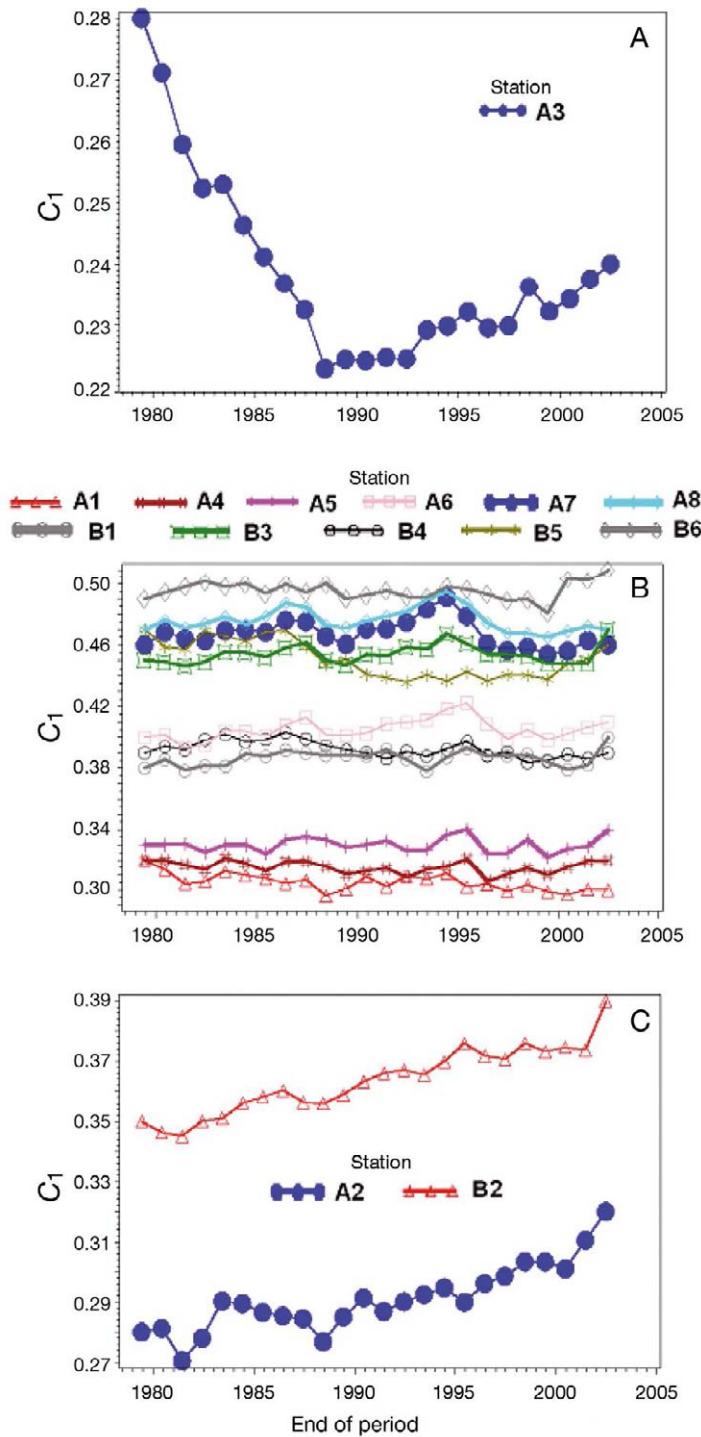 A
0.28
0.27
0.26
0.25
0.24
0.23
0.22
C1
Station
A3
1980 1985 1990 1995 2000 2005
Station
A1 A4 A5 A6 A7 A8
B1 B3 B4 B5 B6
B
0.50
0.46
0.42
0.38
0.34
0.30
C1
1980 1985 1990 1995 2000 2005
C
0.39
0.37
0.35
0.33
0.31
0.29
0.27
C1
Station
A2 B2
1980 1985 1990 1995 2000 2005
End of period